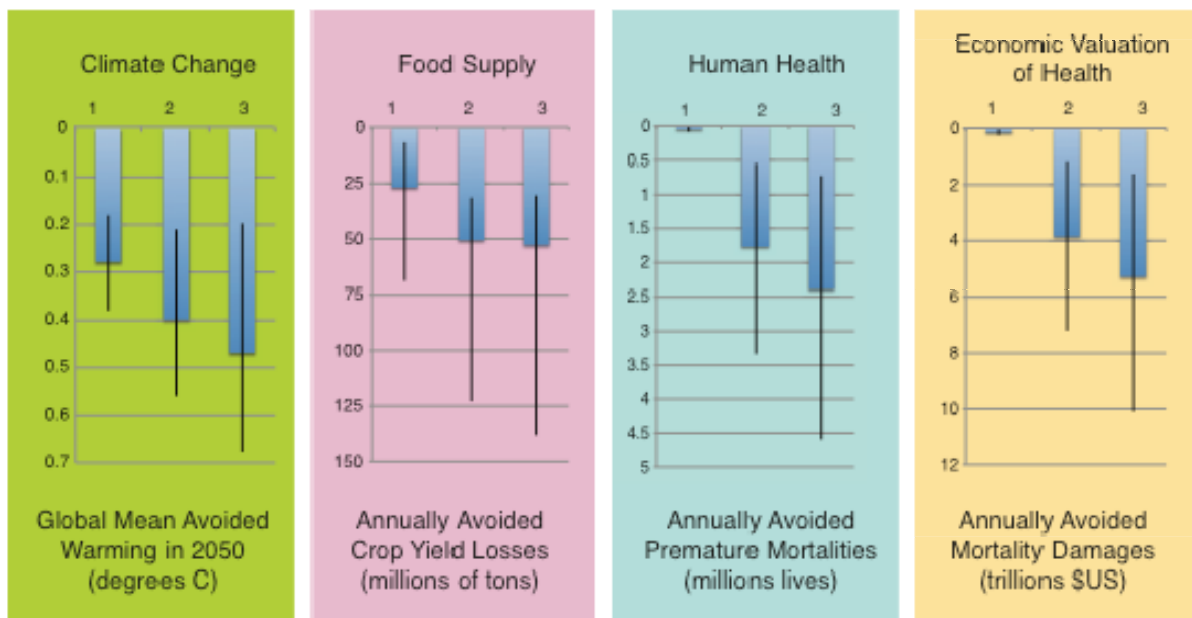 Climate Change
1 2 3
0
0.1
0.2
0.3
0.4
0.5
0.6
0.7
Global Mean Avoided
Warming in 2050
(degrees C)
Food Supply
1 2 3
0
25
50
75
100
125
150
Annually Avoided
Crop Yield Losses
(millions of tons)
Human Health
1 2 3
0
0.5
1
1.5
2
2.5
3
3.5
4
4.5
5
Annually Avoided
Premature Mortalities
(millions lives)
Economic Valuation
of Health
1 2 3
0
2
4
6
8
10
12
Annually Avoided
Mortality Damages
(trillions $US)